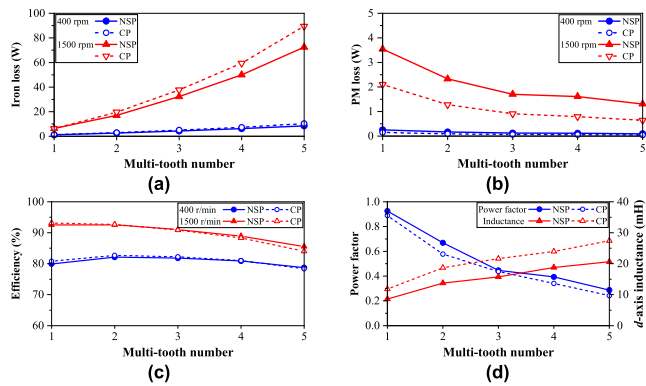 400 rpm NSP CP
1500 rpm NSP CP
Iron loss (W)
100
80
60
40
20
0
1 2 3 4 5
Multi-tooth number
(a)
400 rpm NSP
CP
1500 rpm NSP
CP
PM loss (W)
5
4
3
2
1
0
1 2 3 4 5
Multi-tooth number
(b)
400 r/min NSP CP
1500 r/min NSP CP
Efficiency (%)
100
90
80
70
60
1 2 3 4 5
Multi-tooth number
(c)
Power factor NSP CP
Inductance NSP CP
Power factor
1.0
0.8
0.6
0.4
0.2
0.0
40
30
20
10
0
d-axis inductance (mH)
1 2 3 4 5
Multi-tooth number
(d)